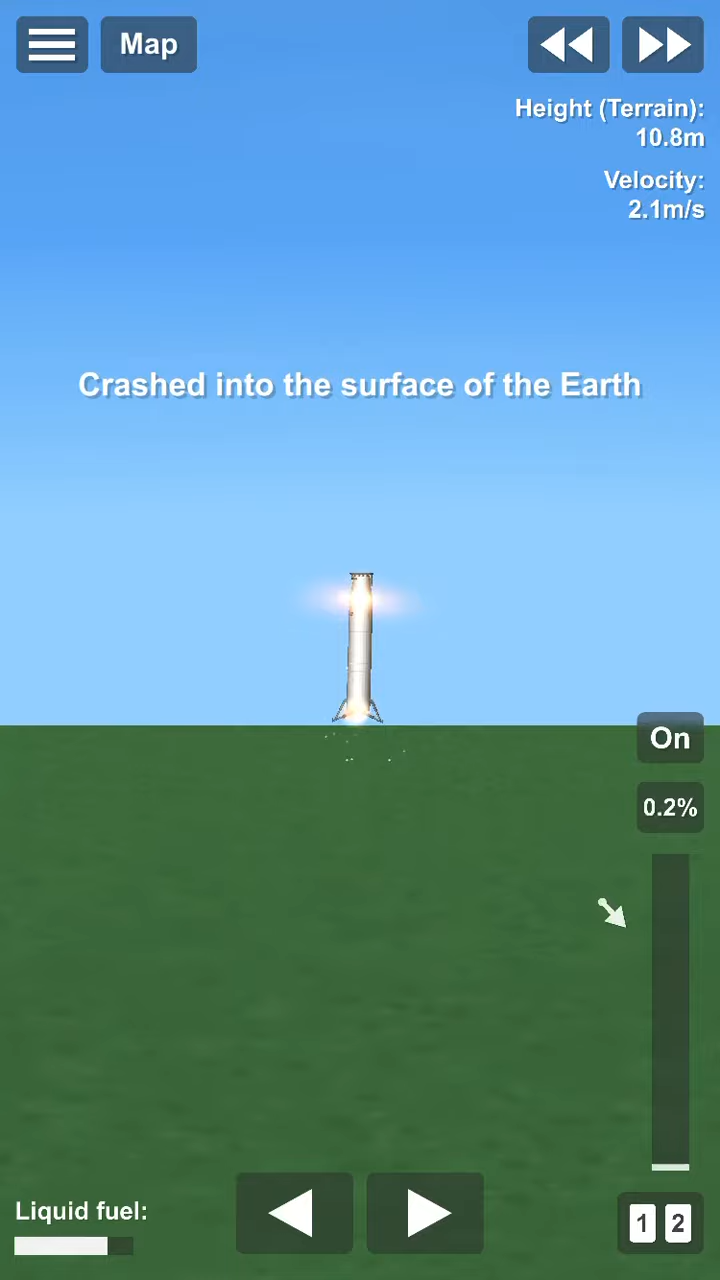 Map
Height (Terrain):
10.8m
Velocity:
2.1m/s
Crashed into the surface of the Earth
On
0.2%
Liquid fuel:
1 2